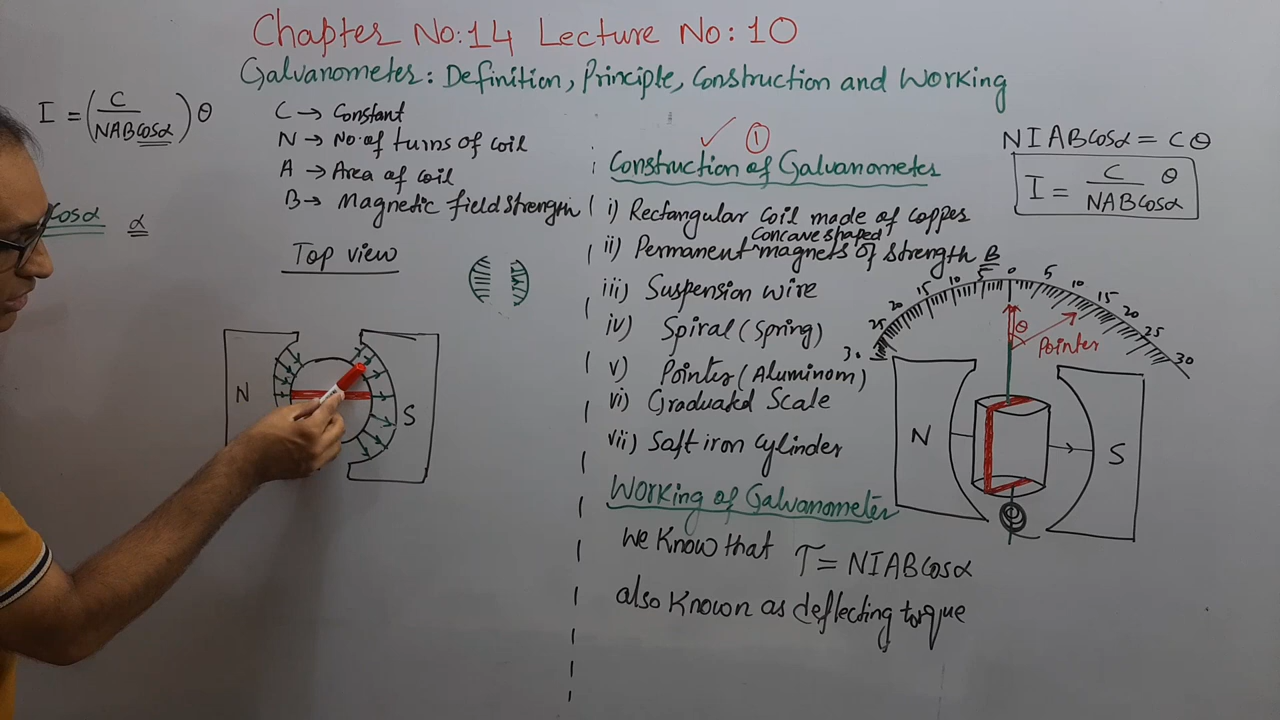 Chapter No:14 Lecture No:10
Galvanometer: Definition, Principle, Construction and Working
I = (C / NABCosα) θ
C → Constant
N → No. of turns of coil
A → Area of coil
B → Magnetic field strength
Cosα α
Top view
N S
✓ ①
Construction of Galvanometer
i) Rectangular coil made of copper
Concave shaped
ii) Permanent ^ magnets of strength B
iii) Suspension wire
iv) Spiral (Spring)
v) Pointer (Aluminom)
vi) Graduated Scale
vii) Soft iron cylinder
Working of Galvanometer
We Know that τ = NIABCosα
also Known as deflecting torque
NIABCosα = Cθ
I = C / NABCosα θ
30 25 20 15 10 5 0 5 10 15 20 25 30
θ
Pointer
N S